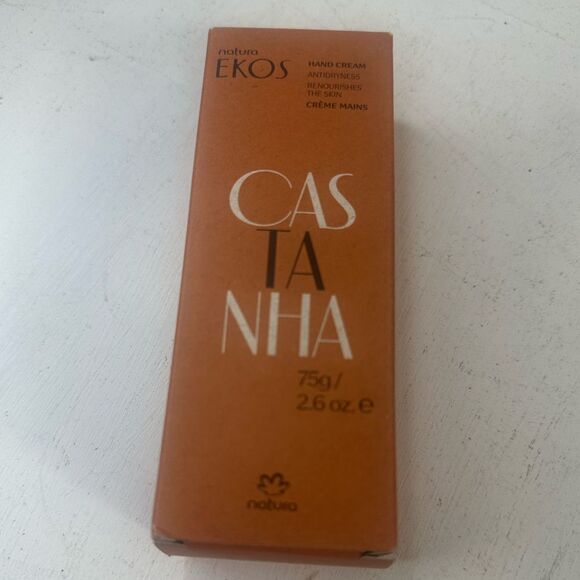 natura
EKOS
HAND CREAM
ANTIDRYNESS
RENOURISHES
THE SKIN
CRÈME MAINS
CAS
TA
NHA
75g/
2.6 oz. e
natura